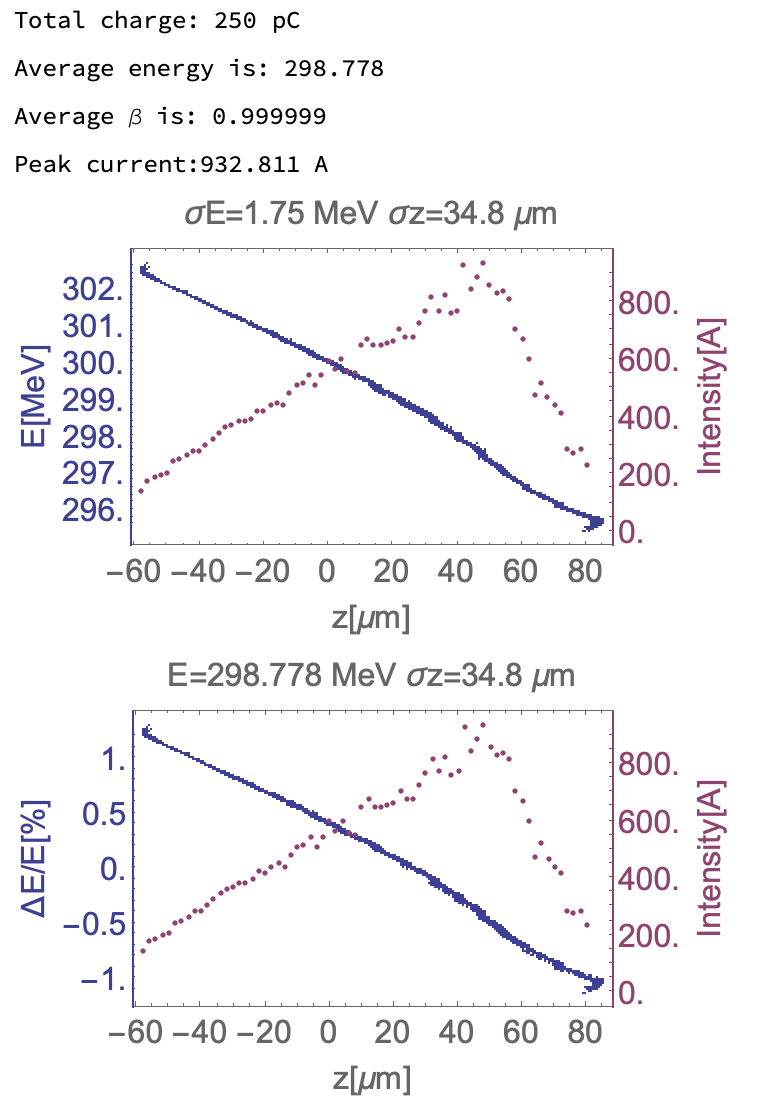 Total charge: 250 pC
Average energy is: 298.778
Average β is: 0.999999
Peak current:932.811 A
σE=1.75 MeV σz=34.8 μm
302.
301.
300.
299.
298.
297.
296.
E[MeV]
800.
600.
400.
200.
0.
Intensity[A]
−60 −40 −20 0 20 40 60 80
z[μm]
E=298.778 MeV σz=34.8 μm
1.
0.5
0.
−0.5
−1.
ΔE/E[%]
800.
600.
400.
200.
0.
Intensity[A]
−60 −40 −20 0 20 40 60 80
z[μm]